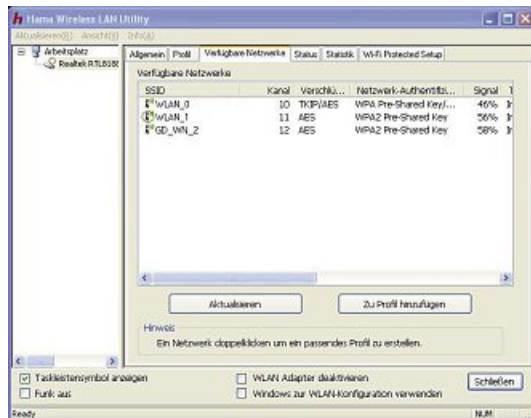 Hama Wireless LAN Utility
Aktualisieren(R) Ansicht(V) Info(A)
Arbeitsplatz
Realtek RTL8188
Allgemein Profil Verfügbare Netzwerke Status Statistik Wi-Fi Protected Setup
Verfügbare Netzwerke
SSID Kanal Verschlü... Netzwerk-Authentifizi... Signal
WLAN_0 10 TKIP/AES WPA Pre-Shared Key/... 46%
WLAN_1 11 AES WPA2 Pre-Shared Key 56%
GD_WN_2 12 AES WPA2 Pre-Shared Key 58%
Aktualisieren Zu Profil hinzufügen
Hinweis
Ein Netzwerk doppelklicken um ein passendes Profil zu erstellen.
Taskleistensymbol anzeigen WLAN Adapter deaktivieren Schließen
Funk aus Windows zur WLAN-Konfiguration verwenden
Ready NUM